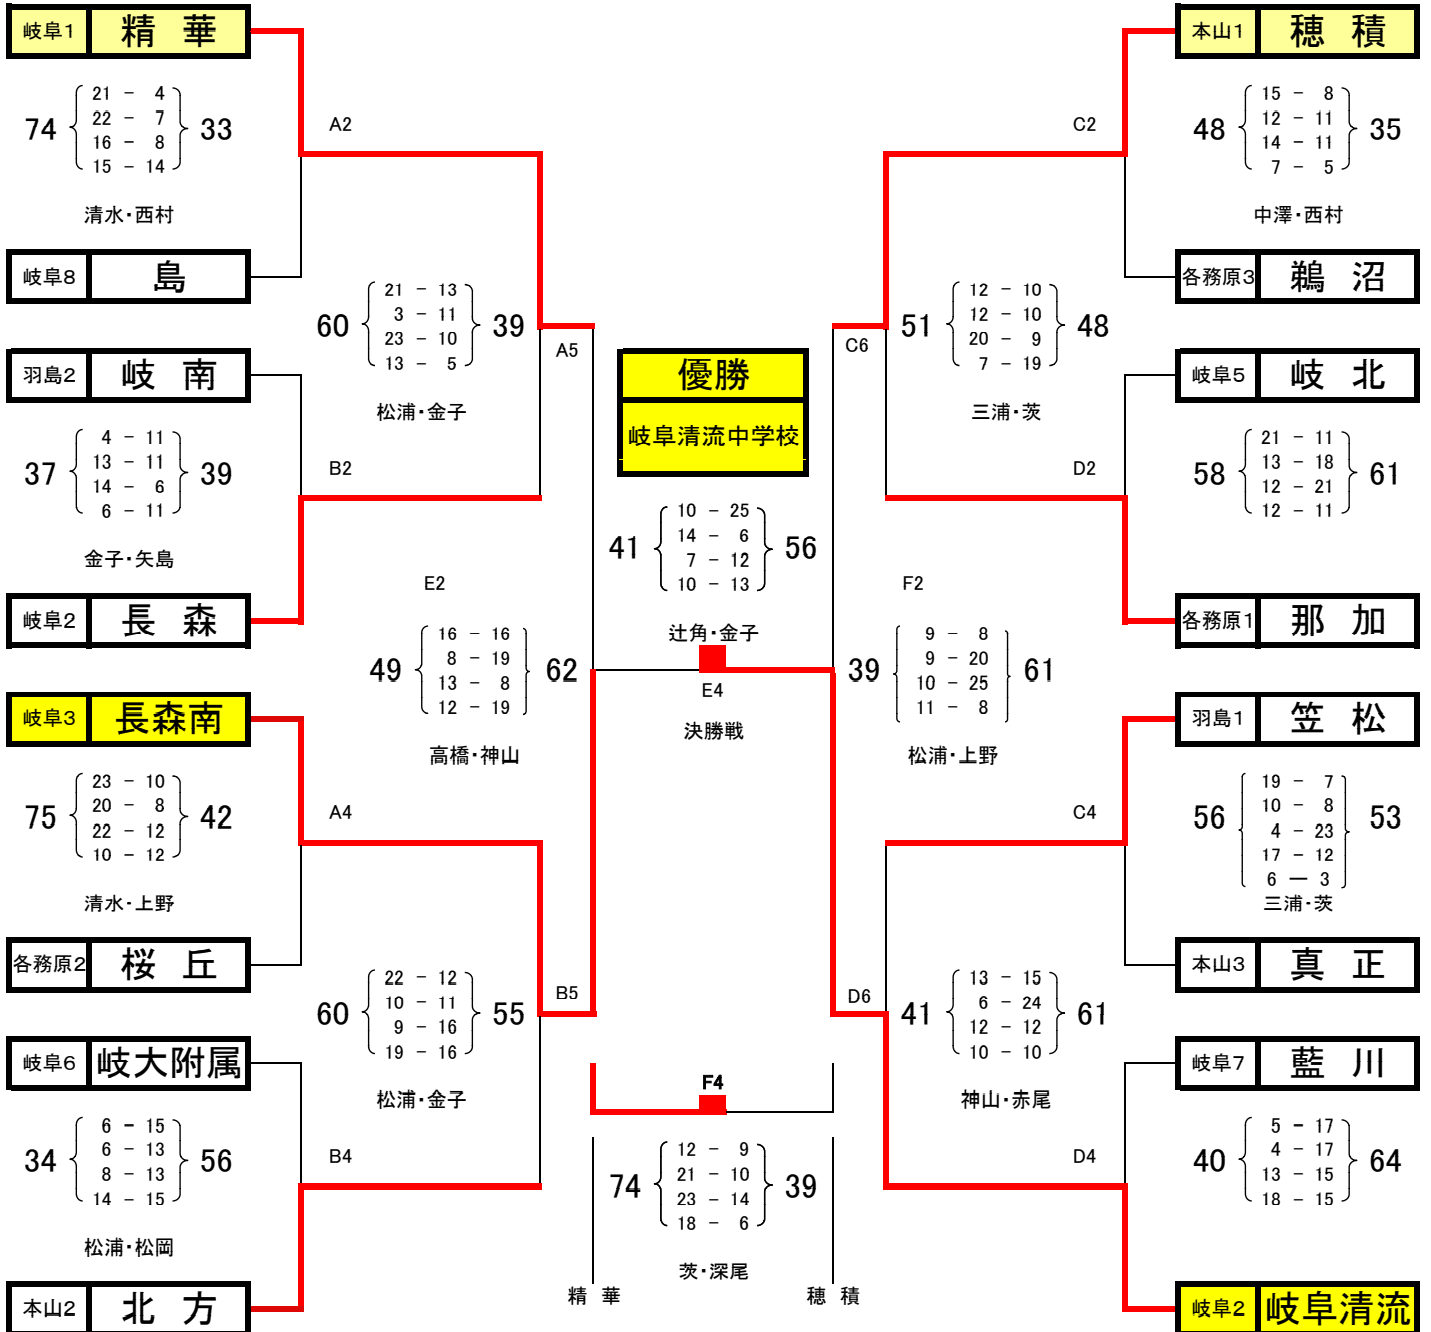 岐阜1 精 華
74 33
21 - 4
22 - 7
16 - 8
15 - 14
清水・西村
A2
岐阜8 島
60 39
21 - 13
3 - 11
23 - 10
13 - 5
松浦・金子
A5
羽島2 岐 南
37 39
4 - 11
13 - 11
14 - 6
6 - 11
金子・矢島
B2
岐阜2 長 森
E2
49 62
16 - 16
8 - 19
13 - 8
12 - 19
高橋・神山
岐阜3 長森南
75 42
23 - 10
20 - 8
22 - 12
10 - 12
清水・上野
A4
各務原2 桜 丘
60 55
22 - 12
10 - 11
9 - 16
19 - 16
松浦・金子
B5
岐阜6 岐大附属
34 56
6 - 15
6 - 13
8 - 13
14 - 15
松浦・松岡
B4
本山2 北 方
優勝
岐阜清流中学校
41 56
10 - 25
14 - 6
7 - 12
10 - 13
辻角・金子
E4
決勝戦
F4
74 39
12 - 9
21 - 10
23 - 14
18 - 6
茨・深尾
精 華 穂 積
本山1 穂 積
C2
48 35
15 - 8
12 - 11
14 - 11
7 - 5
中澤・西村
各務原3 鵜 沼
51 48
12 - 10
12 - 10
20 - 9
7 - 19
三浦・茨
C6
岐阜5 岐 北
58 61
21 - 11
13 - 18
12 - 21
12 - 11
D2
各務原1 那 加
F2
39 61
9 - 8
9 - 20
10 - 25
11 - 8
松浦・上野
羽島1 笠 松
C4
56 53
19 - 7
10 - 8
4 - 23
17 - 12
6 ー 3
三浦・茨
本山3 真 正
D6
41 61
13 - 15
6 - 24
12 - 12
10 - 10
神山・赤尾
岐阜7 藍 川
40 64
5 - 17
4 - 17
13 - 15
18 - 15
D4
岐阜2 岐阜清流